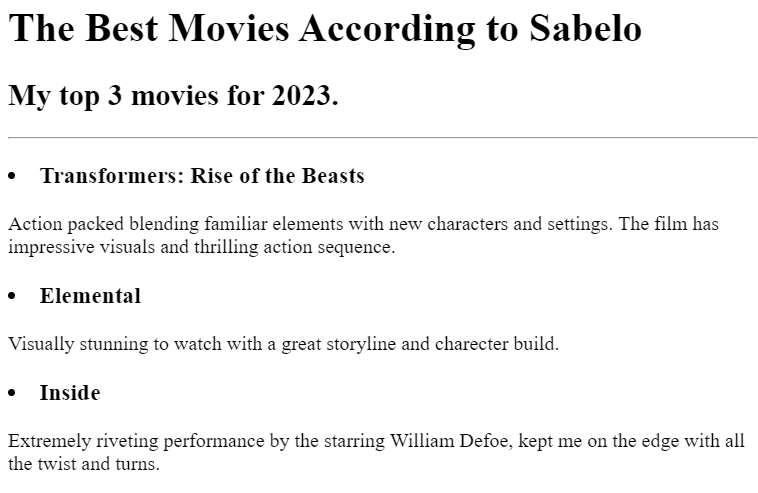 The Best Movies According to Sabelo
My top 3 movies for 2023.
• Transformers: Rise of the Beasts
Action packed blending familiar elements with new characters and settings. The film has
impressive visuals and thrilling action sequence.
• Elemental
Visually stunning to watch with a great storyline and charecter build.
• Inside
Extremely riveting performance by the starring William Defoe, kept me on the edge with all
the twist and turns.